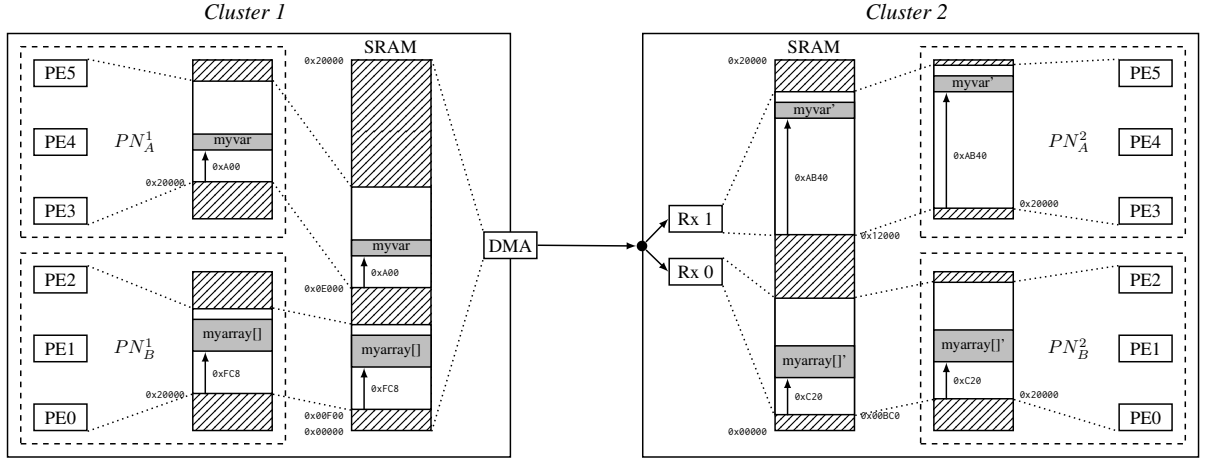 Cluster 1
Cluster 2
SRAM
0x20000
PE5
PE4
PE3
PN_A^1
myvar
0xA00
0x20000
PE2
PE1
PE0
PN_B^1
myarray[]
0xFC8
0x20000
myvar
0xA00
0x0E000
myarray[]
0xFC8
0x00F00
0x00000
DMA
Rx 1
Rx 0
SRAM
0x20000
myvar'
0xAB40
0x12000
myarray[]'
0xC20
0x00BC0
0x00000
myvar'
0xAB40
0x20000
PN_A^2
PE5
PE4
PE3
myarray[]'
0xC20
0x20000
PN_B^2
PE2
PE1
PE0